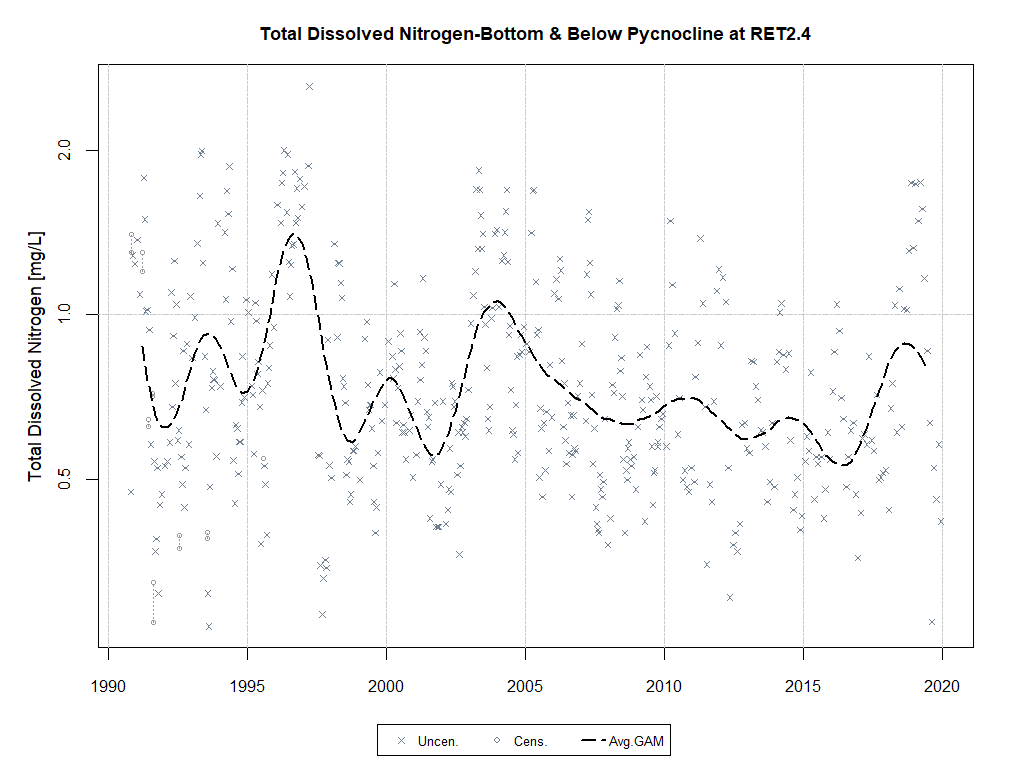 Total Dissolved Nitrogen-Bottom & Below Pycnocline at RET2.4
Total Dissolved Nitrogen [mg/L]
2.0
1.0
0.5
1990 1995 2000 2005 2010 2015 2020
Uncen. Cens. Avg.GAM